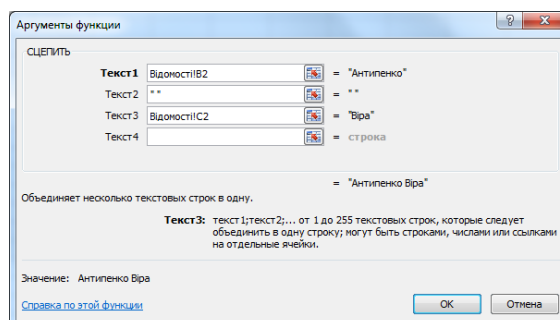 Аргументы функции
СЦЕПИТЬ
Текст1 Відомості!B2 = "Антипенко"
Текст2 " " = " "
Текст3 Відомості!C2 = "Віра"
Текст4 = строка
= "Антипенко Віра"
Объединяет несколько текстовых строк в одну.
Текст3: текст1;текст2;... от 1 до 255 текстовых строк, которые следует
объединить в одну строку; могут быть строками, числами или ссылками
на отдельные ячейки.
Значение: Антипенко Віра
Справка по этой функции OK Отмена